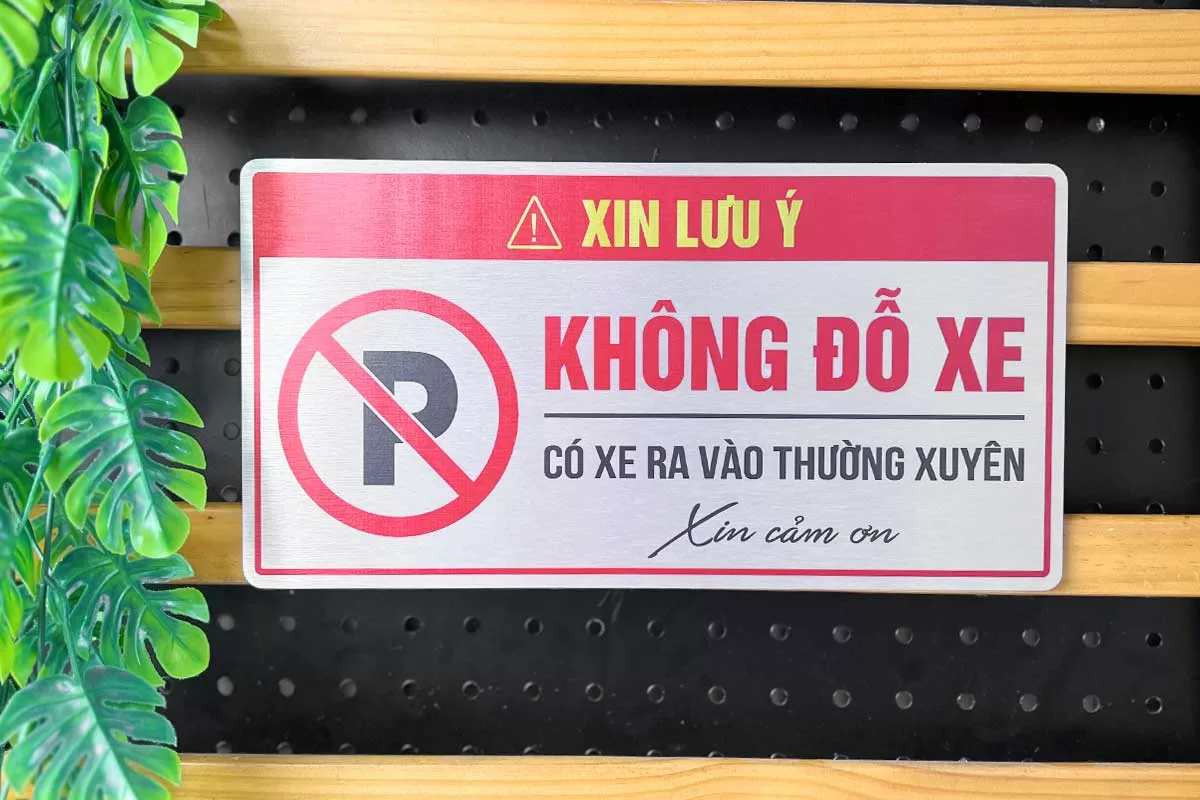 XIN LƯU Ý
P
KHÔNG ĐỖ XE
CÓ XE RA VÀO THƯỜNG XUYÊN
Xin cảm ơn